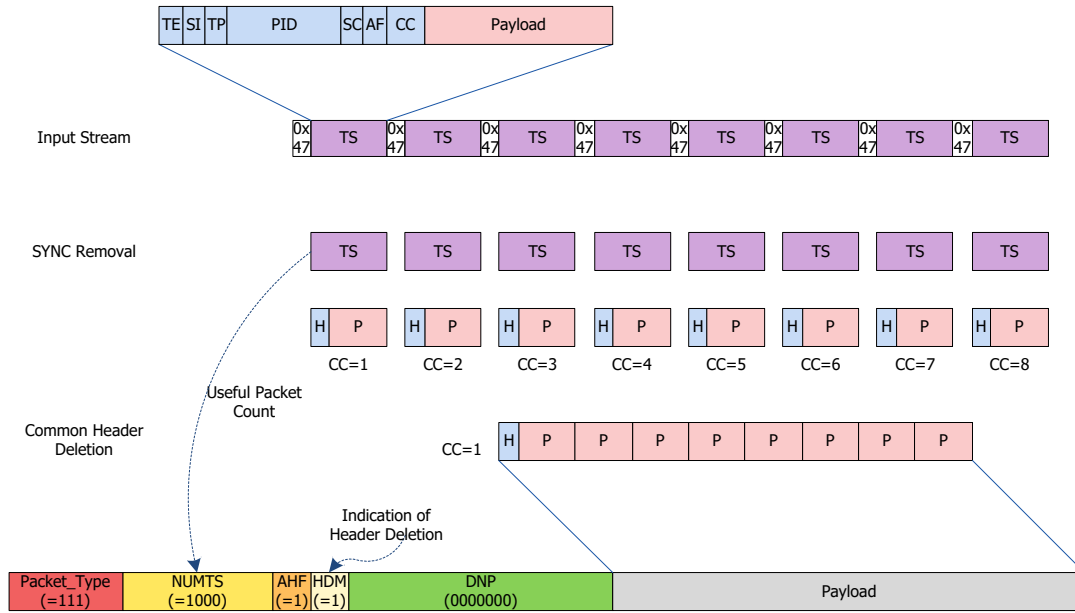 TE SI TP PID SC AF CC Payload
Input Stream
0x
47
TS
0x
47
TS
0x
47
TS
0x
47
TS
0x
47
TS
0x
47
TS
0x
47
TS
0x
47
TS
SYNC Removal
TS TS TS TS TS TS TS TS
H P H P H P H P H P H P H P H P
CC=1 CC=2 CC=3 CC=4 CC=5 CC=6 CC=7 CC=8
Useful Packet
Count
Common Header
Deletion
CC=1
H P P P P P P P P
Indication of
Header Deletion
Packet_Type
(=111)
NUMTS
(=1000)
AHF
(=1)
HDM
(=1)
DNP
(0000000)
Payload